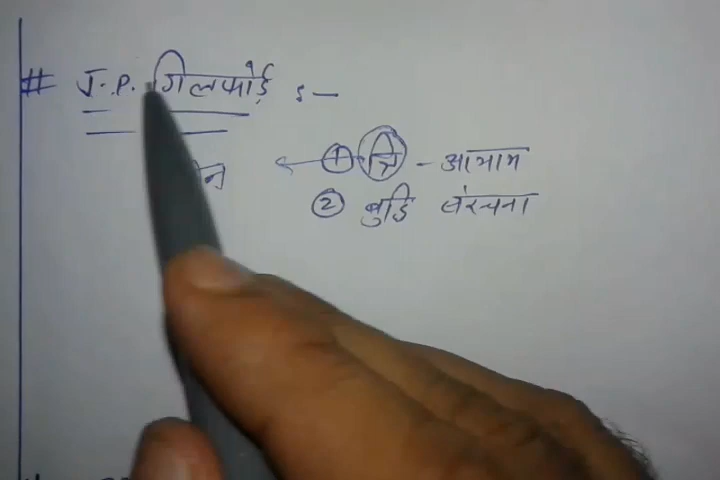 # J.P. गिलफोर्ड :-
① त्रि - आयाम
② बुद्धि संरचना